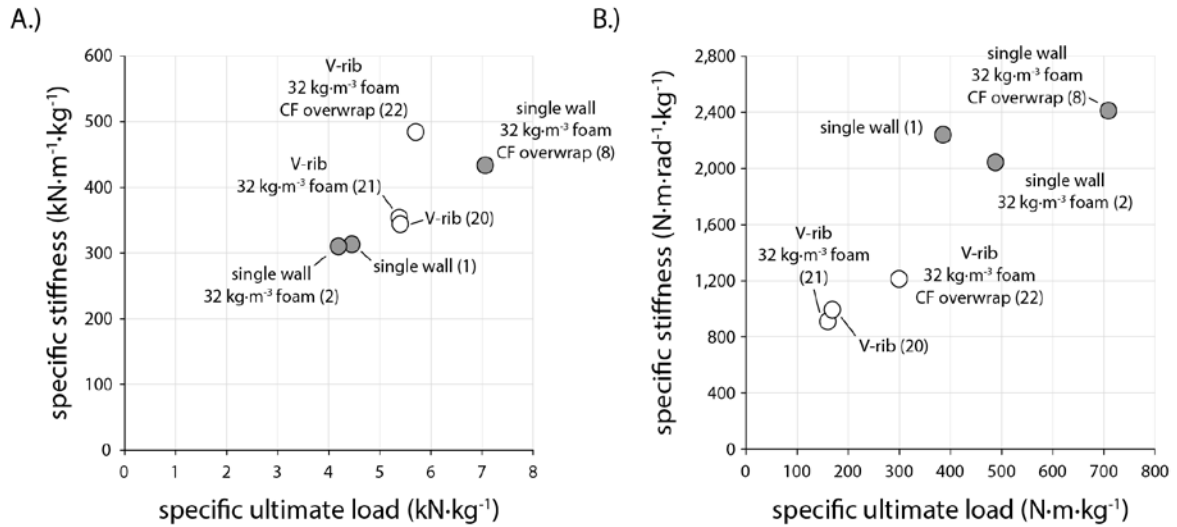 A.)
600
500
400
300
200
100
0
0 1 2 3 4 5 6 7 8
specific stiffness (kN·m⁻¹·kg⁻¹)
specific ultimate load (kN·kg⁻¹)
V-rib
32 kg·m⁻³ foam
CF overwrap (22)
single wall
32 kg·m⁻³ foam
CF overwrap (8)
V-rib
32 kg·m⁻³ foam (21)
V-rib (20)
single wall (1)
single wall
32 kg·m⁻³ foam (2)
B.)
2,800
2,400
2,000
1,600
1,200
800
400
0
0 100 200 300 400 500 600 700 800
specific stiffness (N·m·rad⁻¹·kg⁻¹)
specific ultimate load (N·m·kg⁻¹)
single wall
32 kg·m⁻³ foam
CF overwrap (8)
single wall (1)
single wall
32 kg·m⁻³ foam (2)
V-rib
32 kg·m⁻³ foam
(21)
V-rib
32 kg·m⁻³ foam
CF overwrap (22)
V-rib (20)